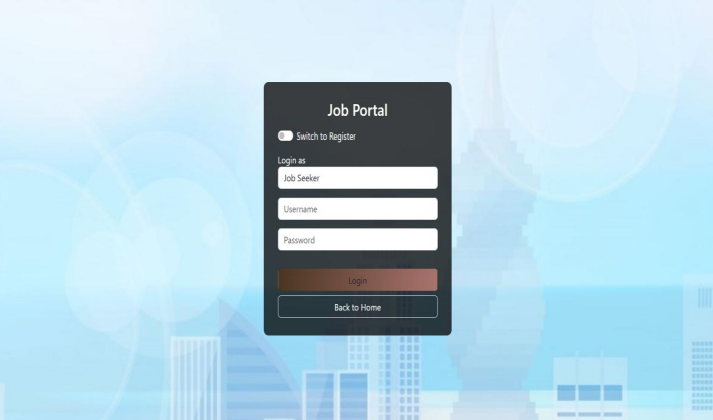 Job Portal
Switch to Register
Login as
Job Seeker
Username
Password
Login
Back to Home